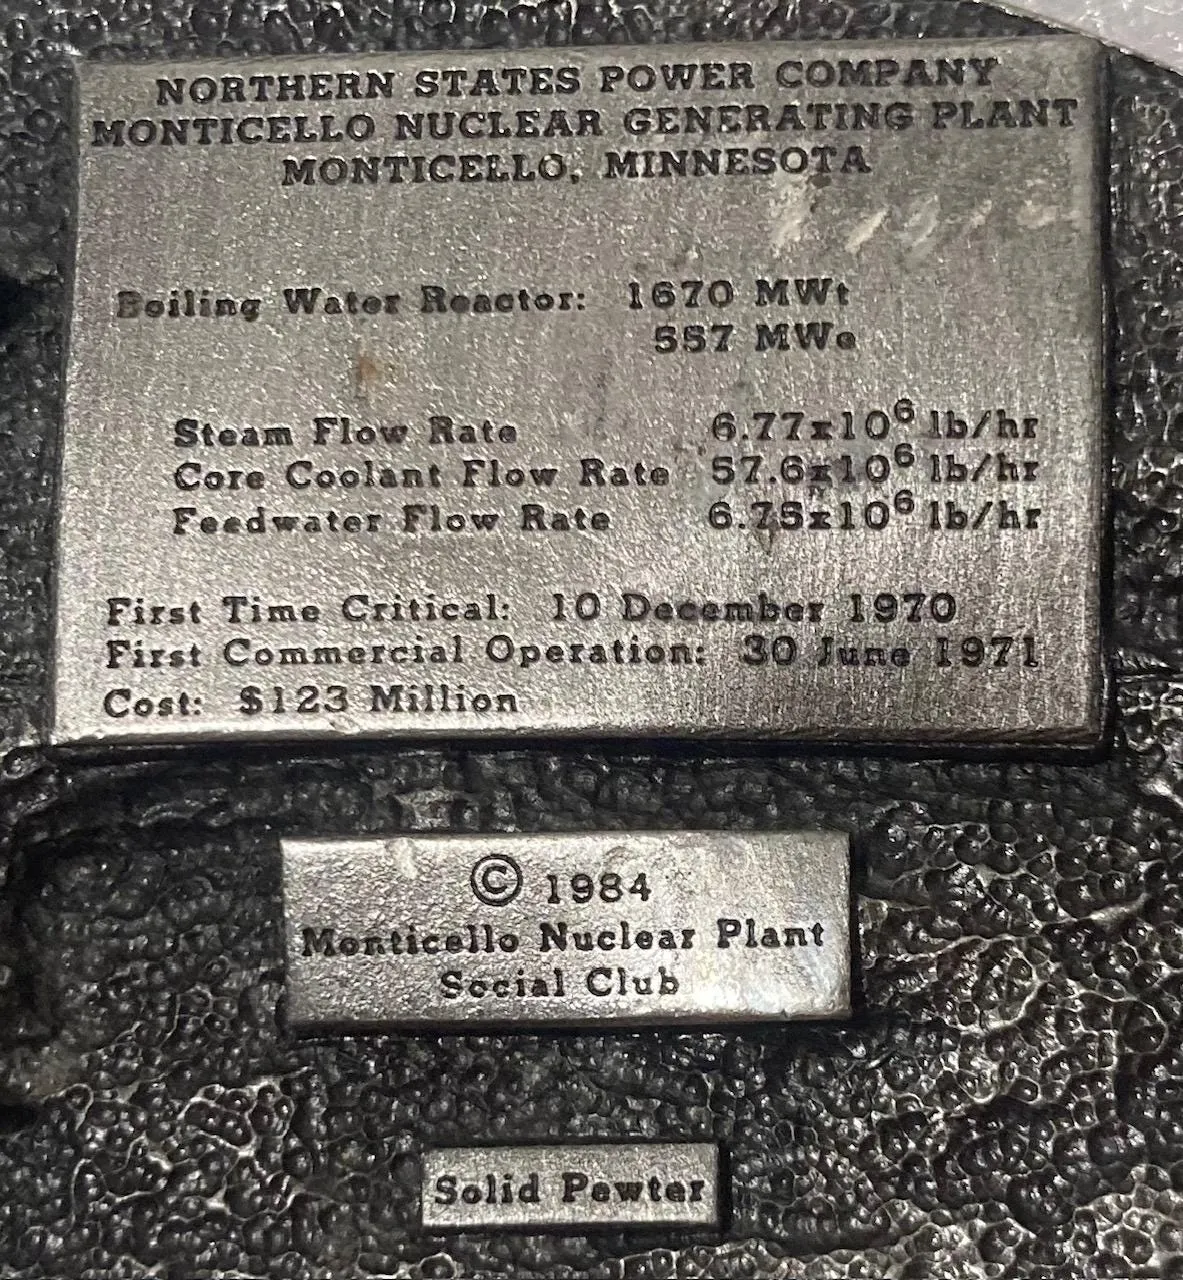 NORTHERN STATES POWER COMPANY
MONTICELLO NUCLEAR GENERATING PLANT
MONTICELLO, MINNESOTA
Boiling Water Reactor: 1670 MWt
557 MWe
Steam Flow Rate 6.77x10⁶ lb/hr
Core Coolant Flow Rate 57.6x10⁶ lb/hr
Feedwater Flow Rate 6.75x10⁶ lb/hr
First Time Critical: 10 December 1970
First Commercial Operation: 30 June 1971
Cost: $123 Million
© 1984
Monticello Nuclear Plant
Social Club
Solid Pewter